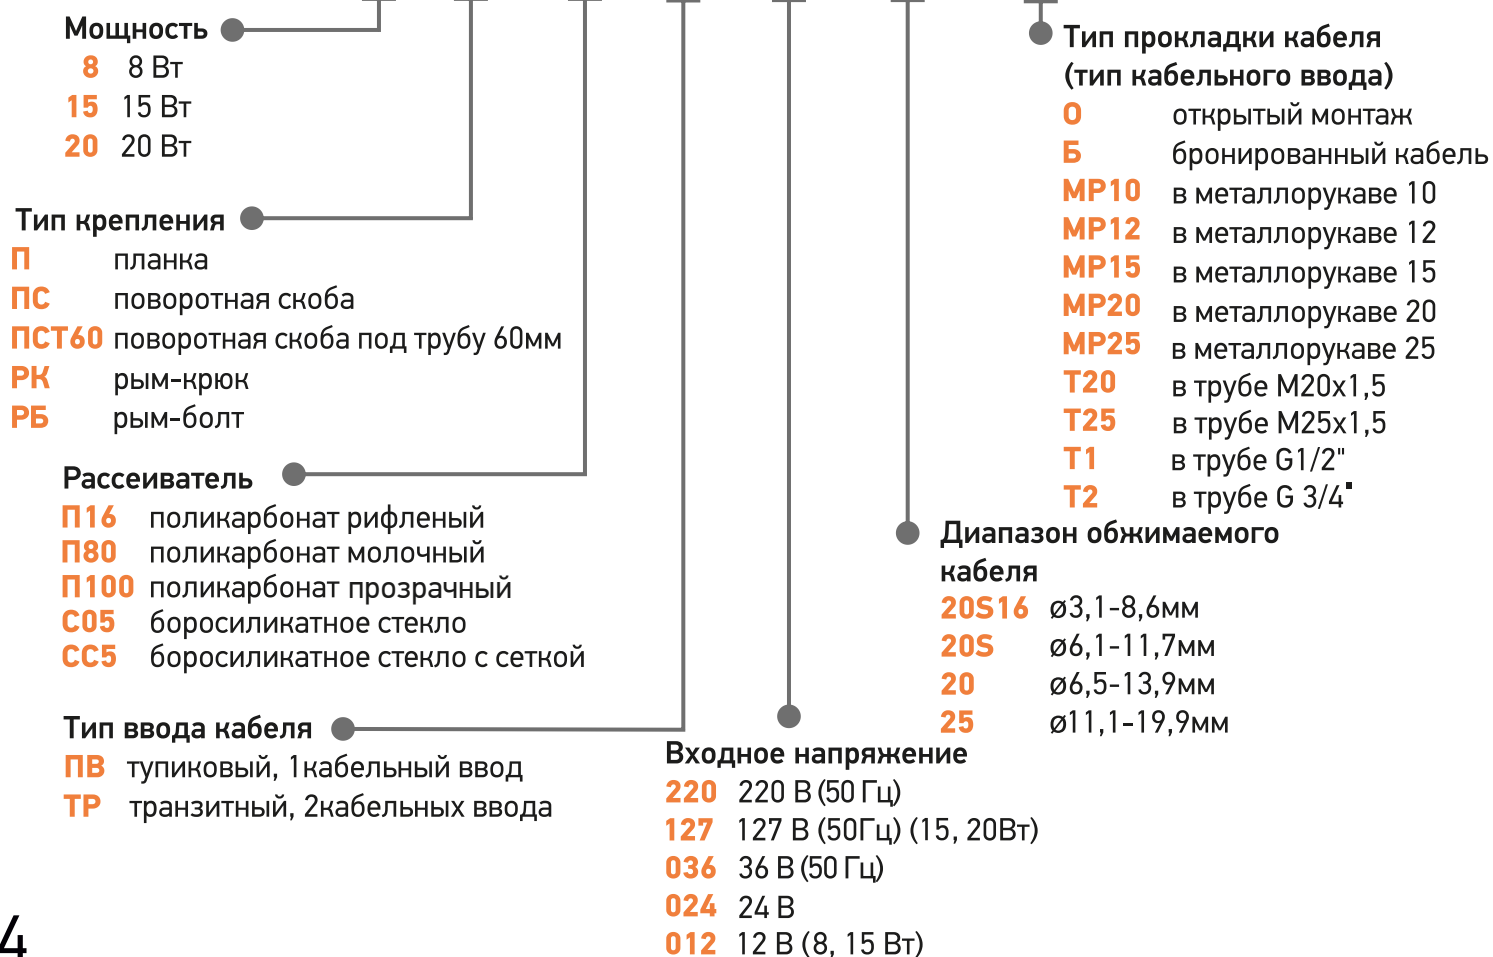 Мощность
8 8 Вт
15 15 Вт
20 20 Вт
Тип крепления
П планка
ПС поворотная скоба
ПСТ60 поворотная скоба под трубу 60мм
РК рым-крюк
РБ рым-болт
Рассеиватель
П16 поликарбонат рифленый
П80 поликарбонат молочный
П100 поликарбонат прозрачный
С05 боросиликатное стекло
СС5 боросиликатное стекло с сеткой
Тип ввода кабеля
ПВ тупиковый, 1кабельный ввод
ТР транзитный, 2кабельных ввода
Входное напряжение
220 220 В (50 Гц)
127 127 В (50Гц) (15, 20Вт)
036 36 В (50 Гц)
024 24 В
012 12 В (8, 15 Вт)
Диапазон обжимаемого
кабеля
20S16 ø3,1-8,6мм
20S ø6,1-11,7мм
20 ø6,5-13,9мм
25 ø11,1-19,9мм
Тип прокладки кабеля
(тип кабельного ввода)
О открытый монтаж
Б бронированный кабель
МР10 в металлорукаве 10
МР12 в металлорукаве 12
МР15 в металлорукаве 15
МР20 в металлорукаве 20
МР25 в металлорукаве 25
Т20 в трубе М20х1,5
Т25 в трубе М25х1,5
Т1 в трубе G1/2"
Т2 в трубе G 3/4"
4